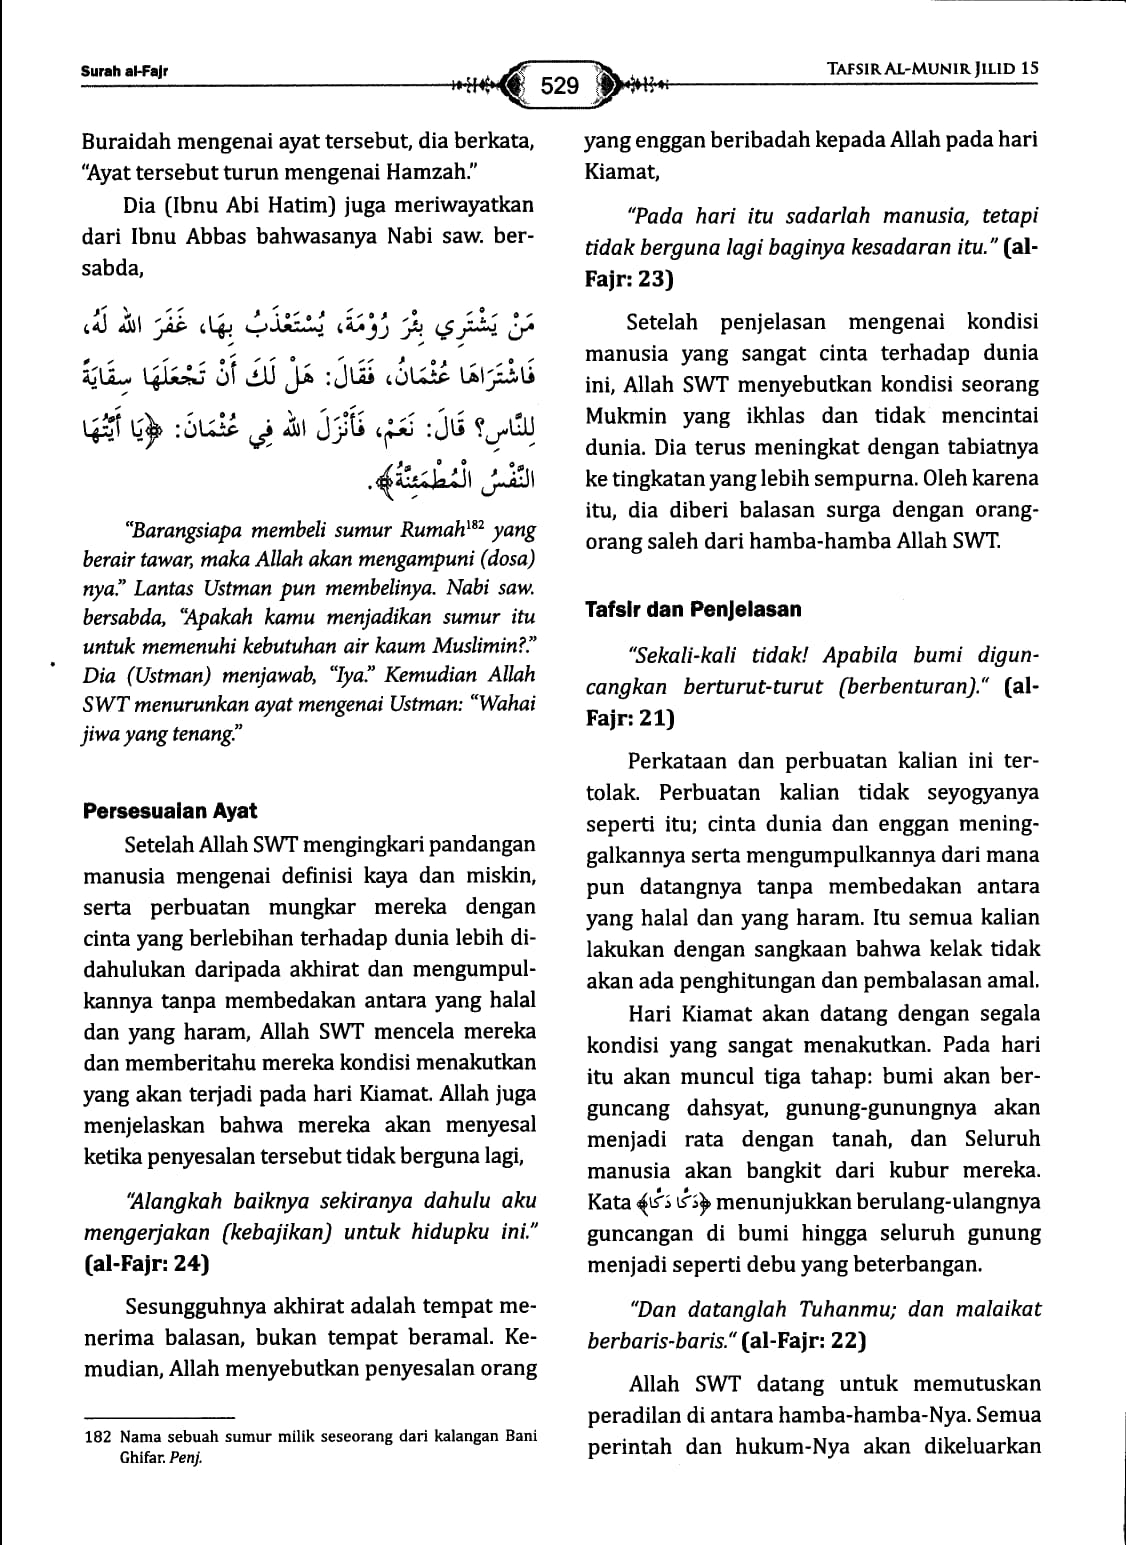 Surah al-Fajr
529
TAFSIR AL-MUNIR JILID 15
Buraidah mengenai ayat tersebut, dia berkata,
“Ayat tersebut turun mengenai Hamzah.”
Dia (Ibnu Abi Hatim) juga meriwayatkan
dari Ibnu Abbas bahwasanya Nabi saw. ber-
sabda,
مَنْ يَشْتَرِي بِئْرَ رُوْمَةَ، يُسْتَعْذَبُ بِهَا، غَفَرَ الله لَهُ،
فَاشْتَرَاهَا عُثْمَانُ، فَقَالَ: هَلْ لَكَ أَنْ تَجْعَلَهَا سِقَايَةً
لِلنَّاسِ؟ قَالَ: نَعَمْ، فَأَنْزَلَ الله فِي عُثْمَانَ: ﴿يَا أَيَّتُهَا
النَّفْسُ الْمُطْمَئِنَّةُ﴾.
“Barangsiapa membeli sumur Rumah¹⁸² yang
berair tawar, maka Allah akan mengampuni (dosa)
nya.” Lantas Ustman pun membelinya. Nabi saw.
bersabda, “Apakah kamu menjadikan sumur itu
untuk memenuhi kebutuhan air kaum Muslimin?.”
Dia (Ustman) menjawab, “Iya.” Kemudian Allah
SWT menurunkan ayat mengenai Ustman: “Wahai
jiwa yang tenang.”
Persesuaian Ayat
Setelah Allah SWT mengingkari pandangan
manusia mengenai definisi kaya dan miskin,
serta perbuatan mungkar mereka dengan
cinta yang berlebihan terhadap dunia lebih di-
dahulukan daripada akhirat dan mengumpul-
kannya tanpa membedakan antara yang halal
dan yang haram, Allah SWT mencela mereka
dan memberitahu mereka kondisi menakutkan
yang akan terjadi pada hari Kiamat. Allah juga
menjelaskan bahwa mereka akan menyesal
ketika penyesalan tersebut tidak berguna lagi,
“Alangkah baiknya sekiranya dahulu aku
mengerjakan (kebajikan) untuk hidupku ini.”
(al-Fajr: 24)
Sesungguhnya akhirat adalah tempat me-
nerima balasan, bukan tempat beramal. Ke-
mudian, Allah menyebutkan penyesalan orang
182 Nama sebuah sumur milik seseorang dari kalangan Bani
Ghifar. Penj.
yang enggan beribadah kepada Allah pada hari
Kiamat,
“Pada hari itu sadarlah manusia, tetapi
tidak berguna lagi baginya kesadaran itu.” (al-
Fajr: 23)
Setelah penjelasan mengenai kondisi
manusia yang sangat cinta terhadap dunia
ini, Allah SWT menyebutkan kondisi seorang
Mukmin yang ikhlas dan tidak mencintai
dunia. Dia terus meningkat dengan tabiatnya
ke tingkatan yang lebih sempurna. Oleh karena
itu, dia diberi balasan surga dengan orang-
orang saleh dari hamba-hamba Allah SWT.
Tafsir dan Penjelasan
“Sekali-kali tidak! Apabila bumi digun-
cangkan berturut-turut (berbenturan).“ (al-
Fajr: 21)
Perkataan dan perbuatan kalian ini ter-
tolak. Perbuatan kalian tidak seyogyanya
seperti itu; cinta dunia dan enggan mening-
galkannya serta mengumpulkannya dari mana
pun datangnya tanpa membedakan antara
yang halal dan yang haram. Itu semua kalian
lakukan dengan sangkaan bahwa kelak tidak
akan ada penghitungan dan pembalasan amal.
Hari Kiamat akan datang dengan segala
kondisi yang sangat menakutkan. Pada hari
itu akan muncul tiga tahap: bumi akan ber-
guncang dahsyat, gunung-gunungnya akan
menjadi rata dengan tanah, dan Seluruh
manusia akan bangkit dari kubur mereka.
Kata ﴿دَكًّا دَكًّا﴾ menunjukkan berulang-ulangnya
guncangan di bumi hingga seluruh gunung
menjadi seperti debu yang beterbangan.
“Dan datanglah Tuhanmu; dan malaikat
berbaris-baris.“ (al-Fajr: 22)
Allah SWT datang untuk memutuskan
peradilan di antara hamba-hamba-Nya. Semua
perintah dan hukum-Nya akan dikeluarkan